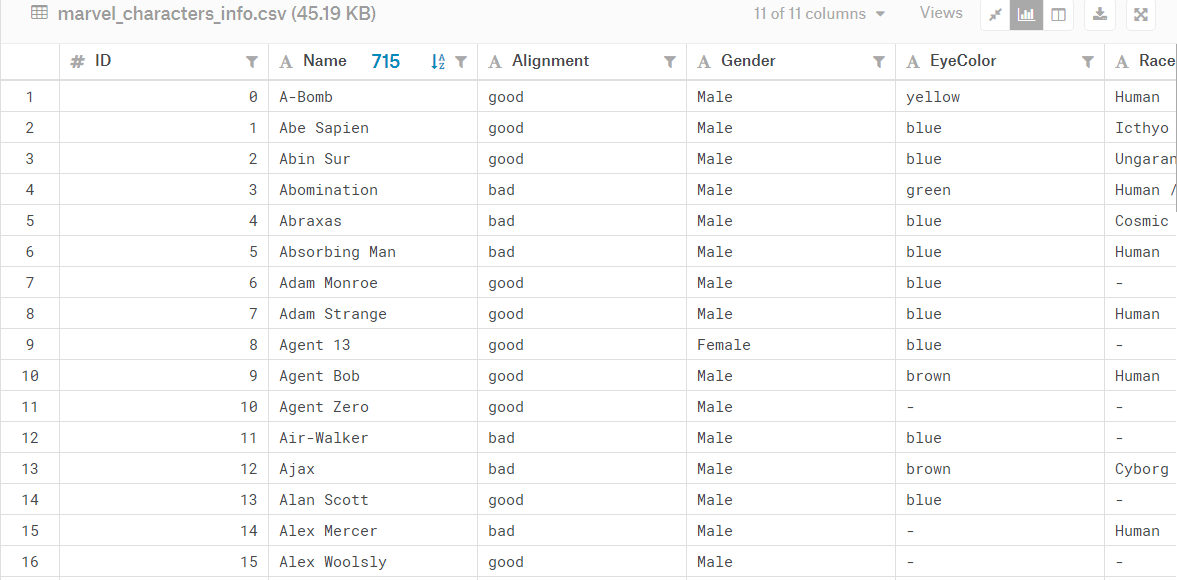 marvel_characters_info.csv (45.19 KB) 11 of 11 columns Views
# ID A Name 715 A Alignment A Gender A EyeColor A Race
1 0 A-Bomb good Male yellow Human
2 1 Abe Sapien good Male blue Icthyo
3 2 Abin Sur good Male blue Ungaran
4 3 Abomination bad Male green Human /
5 4 Abraxas bad Male blue Cosmic
6 5 Absorbing Man bad Male blue Human
7 6 Adam Monroe good Male blue -
8 7 Adam Strange good Male blue Human
9 8 Agent 13 good Female blue -
10 9 Agent Bob good Male brown Human
11 10 Agent Zero good Male - -
12 11 Air-Walker bad Male blue -
13 12 Ajax bad Male brown Cyborg
14 13 Alan Scott good Male blue -
15 14 Alex Mercer bad Male - Human
16 15 Alex Woolsly good Male - -